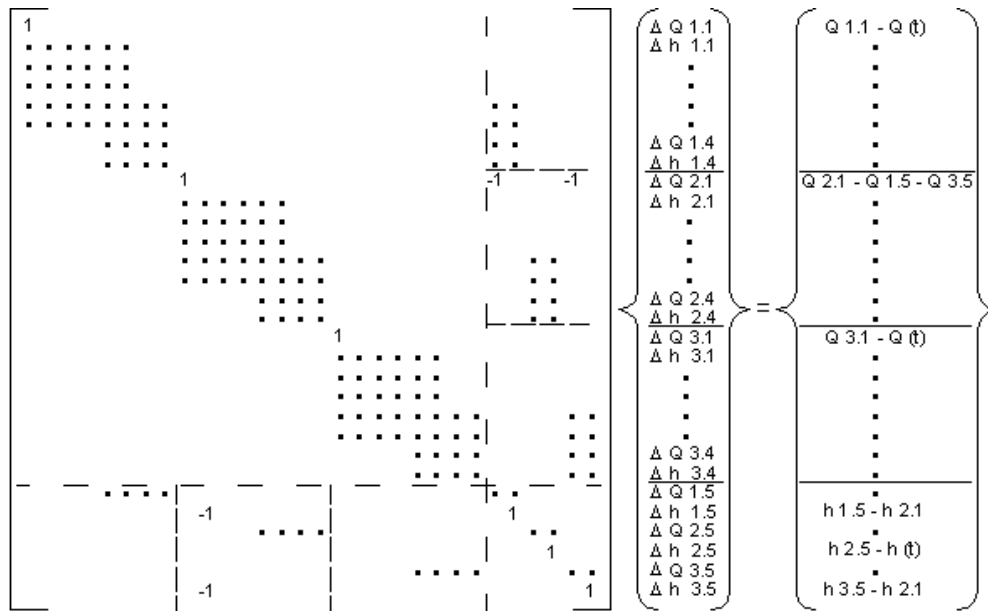 1 Δ Q 1.1 Q 1.1 - Q (t)
Δ h 1.1
Δ Q 1.4
Δ h 1.4
1 -1 -1 Δ Q 2.1 Q 2.1 - Q 1.5 - Q 3.5
Δ h 2.1
Δ Q 2.4
Δ h 2.4
=
1 Δ Q 3.1 Q 3.1 - Q (t)
Δ h 3.1
Δ Q 3.4
Δ h 3.4
Δ Q 1.5
-1 1 Δ h 1.5 h 1.5 - h 2.1
Δ Q 2.5
1 Δ h 2.5 h 2.5 - h (t)
Δ Q 3.5
-1 1 Δ h 3.5 h 3.5 - h 2.1